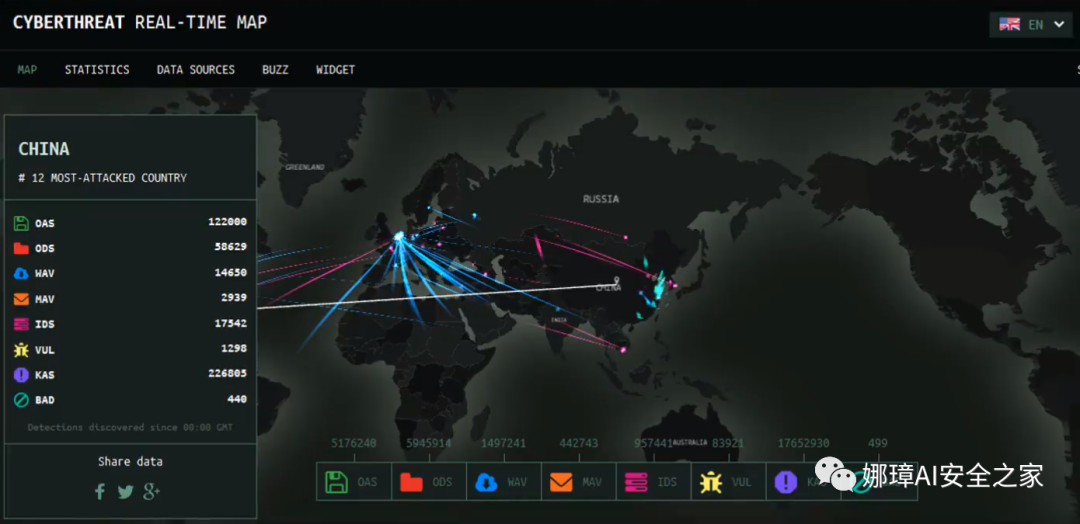 CYBERTHREAT REAL-TIME MAP
EN
MAP STATISTICS DATA SOURCES BUZZ WIDGET
CHINA
# 12 MOST-ATTACKED COUNTRY
OAS 122000
ODS 58629
WAV 14650
MAV 2939
IDS 17542
VUL 1298
KAS 226805
BAD 440
Detections discovered since 00:00 GMT
Share data
GREENLAND
RUSSIA
CHINA
INDIA
AUSTRALIA
5176240 5945914 1497241 442743 957441 83921 17652930 499
OAS ODS WAV MAV IDS VUL
娜璋AI安全之家